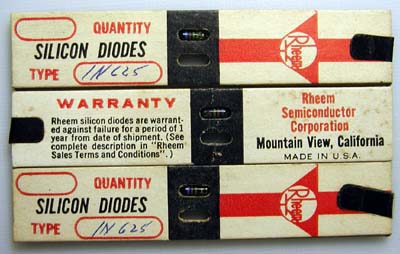 QUANTITY
SILICON DIODES
TYPE 1N625
Rheem
WARRANTY
Rheem silicon diodes are warrant-
ed against failure for a period of 1
year from date of shipment. (See
complete description in "Rheem
Sales Terms and Conditions".)
Rheem
Semiconductor
Corporation
Mountain View, California
MADE IN U.S.A.
QUANTITY
SILICON DIODES
TYPE 1N625
Rheem